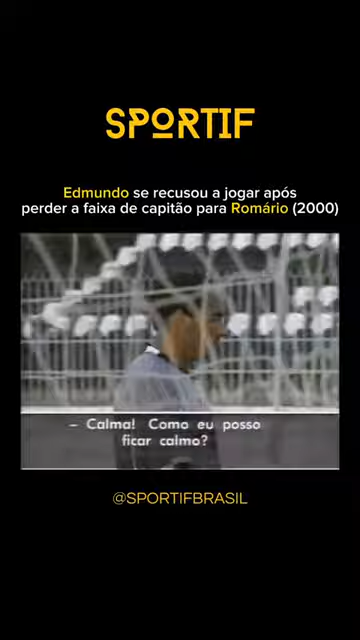 SPORTIF
Edmundo se recusou a jogar após
perder a faixa de capitão para Romário (2000)
– Calma! Como eu posso
ficar calmo?
@SPORTIFBRASIL